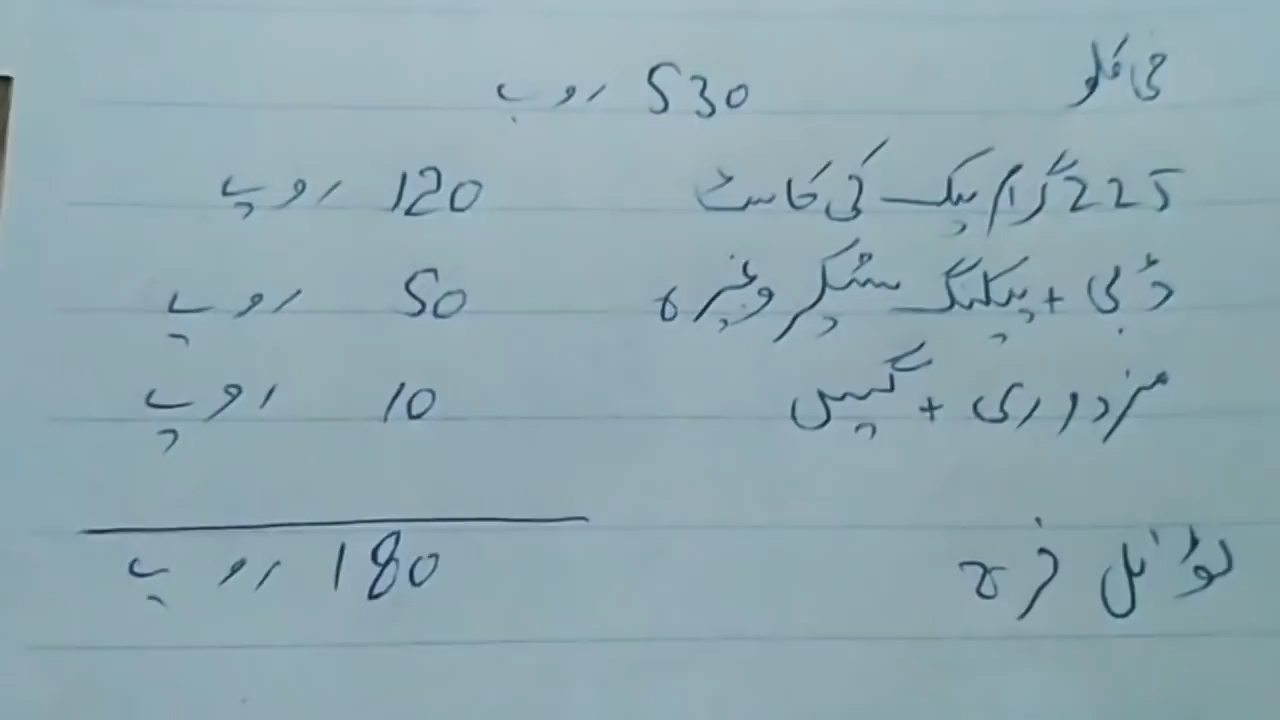 فی کلو 530 روپے
225 گرام پیک کی کاسٹ 120 روپے
ڈبی + پیکنگ سٹیکر وغیرہ 50 روپے
مزدوری + گیس 10 روپے
ٹوٹل خرچ 180 روپے